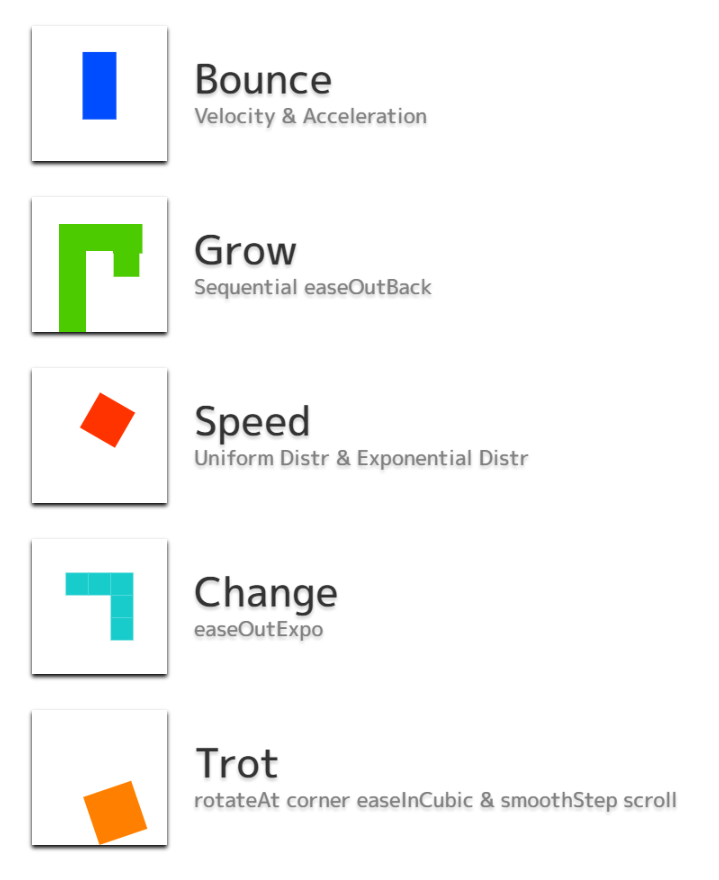 Bounce
Velocity & Acceleration
Grow
Sequential easeOutBack
Speed
Uniform Distr & Exponential Distr
Change
easeOutExpo
Trot
rotateAt corner easeInCubic & smoothStep scroll